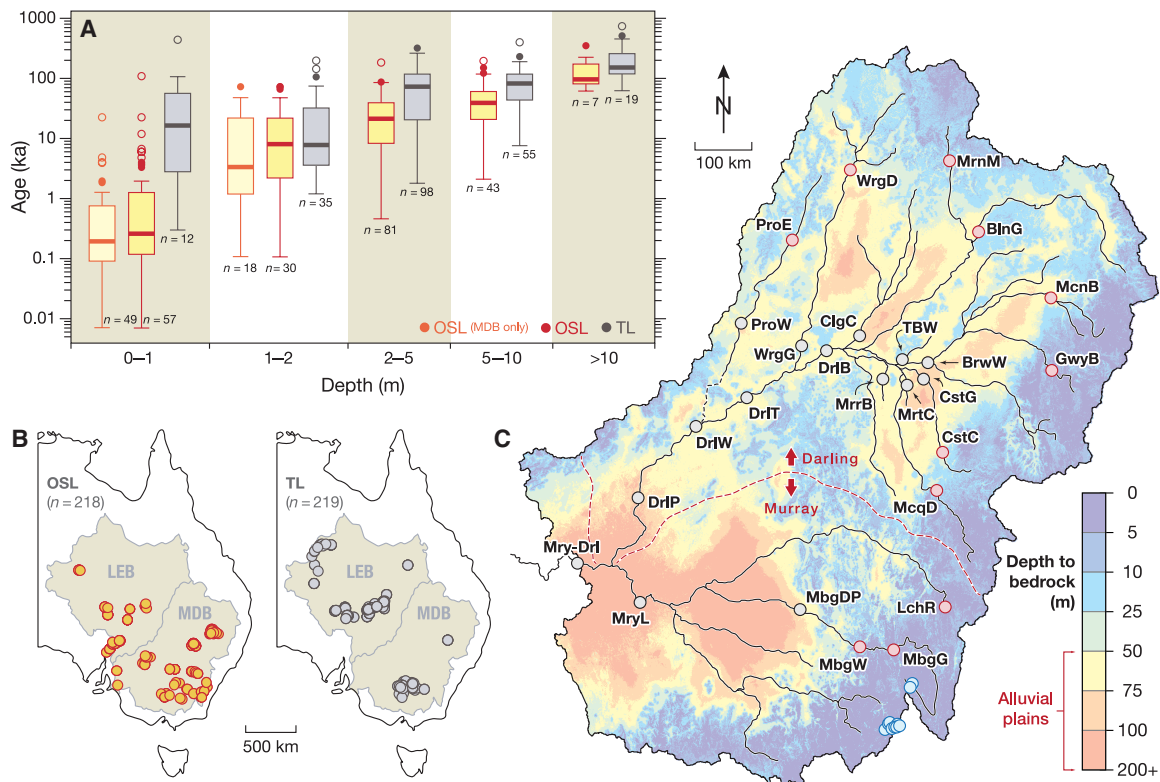 A
Age (ka)
1000
100
10
1
0.1
0.01
n = 49
n = 57
n = 12
n = 18
n = 30
n = 35
n = 81
n = 98
n = 43
n = 55
n = 7
n = 19
OSL (MDB only)
OSL
TL
0–1
1–2
2–5
5–10
>10
Depth (m)
B
OSL
(n = 218)
LEB
MDB
TL
(n = 219)
LEB
MDB
500 km
C
N
100 km
WrgD
MrnM
ProE
BlnG
McnB
ProW
ClgC
TBW
WrgG
DrlB
BrwW
GwyB
MrrB
CstG
MrtC
DrlT
DrlW
CstC
Darling
Murray
DrlP
McqD
Mry-Drl
MryL
MbgDP
LchR
MbgW
MbgG
Depth to
bedrock
(m)
0
5
10
25
50
75
100
200+
Alluvial
plains